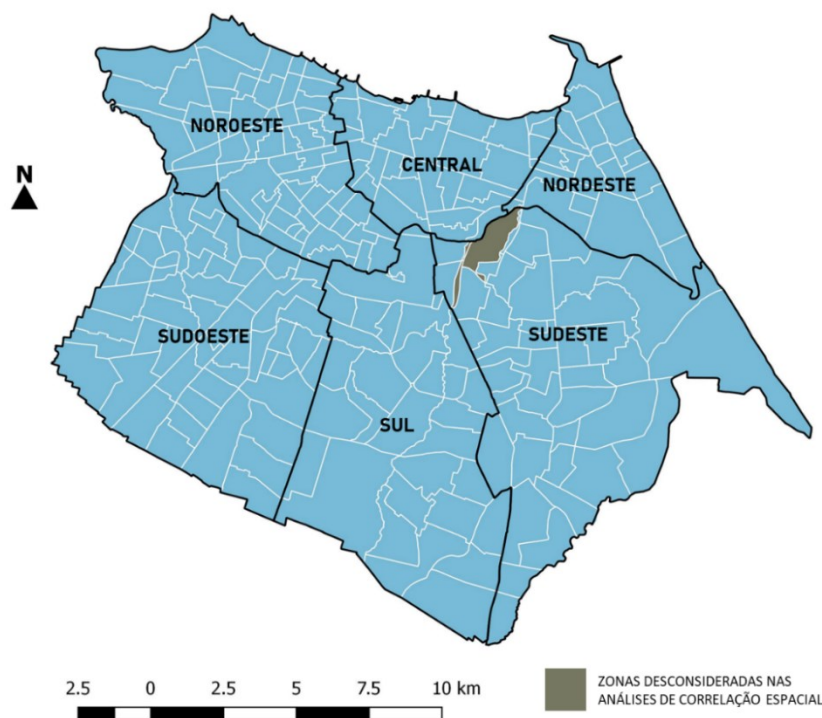 NOROESTE
CENTRAL
NORDESTE
N
SUDOESTE
SUDESTE
SUL
2.5 0 2.5 5 7.5 10 km
ZONAS DESCONSIDERADAS NAS
ANÁLISES DE CORRELAÇÃO ESPACIAL